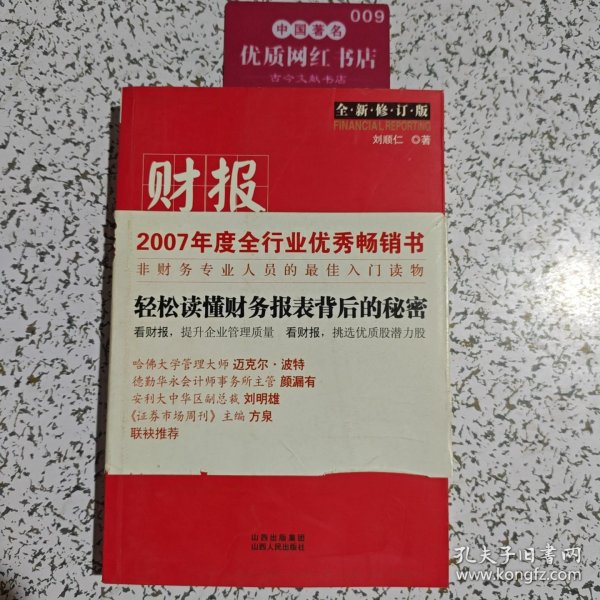 009
中国著名
优质网红书店
古今文献书店
全·新·修·订·版
FINANCIAL REPORTING
刘顺仁 ◎著
财报
2007年度全行业优秀畅销书
非财务专业人员的最佳入门读物
轻松读懂财务报表背后的秘密
看财报，提升企业管理质量 看财报，挑选优质股潜力股
哈佛大学管理大师 迈克尔·波特
德勤华永会计师事务所主管 颜漏有
安利大中华区副总裁 刘明雄
《证券市场周刊》主编 方泉
联袂推荐
山西出版集团
山西人民出版社
孔夫子旧书网
www.kongfz.com